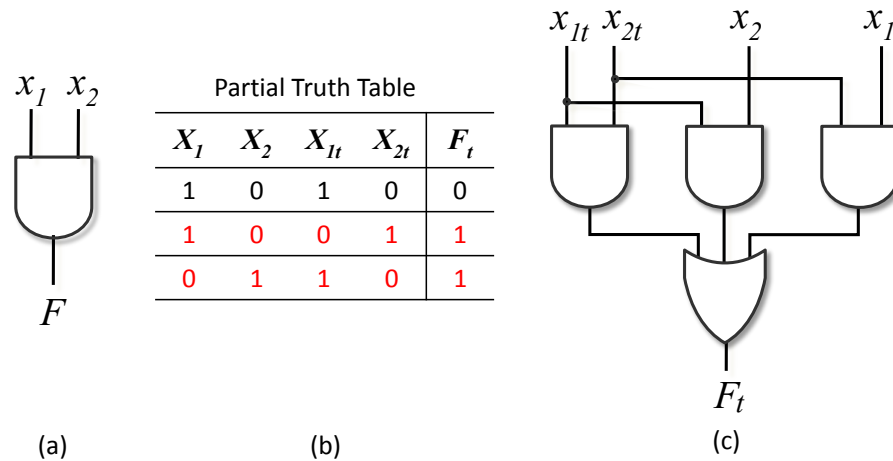 x1 x2
F
(a)
Partial Truth Table
X1 X2 X1t X2t Ft
1 0 1 0 0
1 0 0 1 1
0 1 1 0 1
(b)
x1t x2t x2 x1
Ft
(c)